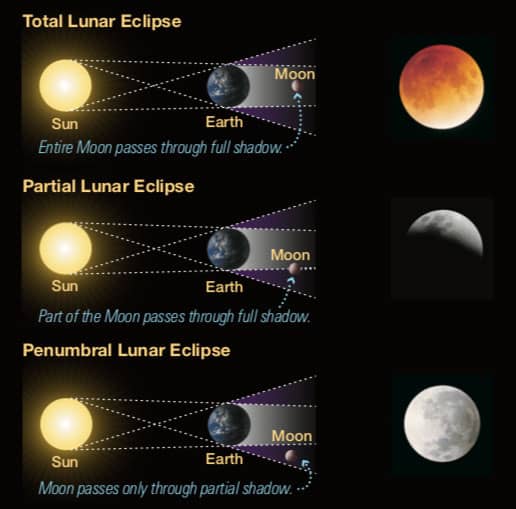 Total Lunar Eclipse
Moon
Sun
Earth
Entire Moon passes through full shadow.
Partial Lunar Eclipse
Moon
Sun
Earth
Part of the Moon passes through full shadow.
Penumbral Lunar Eclipse
Moon
Sun
Earth
Moon passes only through partial shadow.